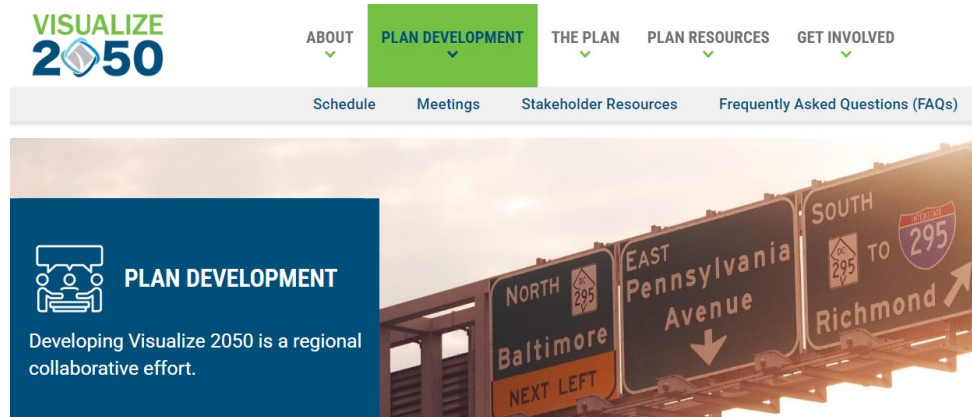 VISUALIZE
2050
ABOUT PLAN DEVELOPMENT THE PLAN PLAN RESOURCES GET INVOLVED
Schedule Meetings Stakeholder Resources Frequently Asked Questions (FAQs)
PLAN DEVELOPMENT
Developing Visualize 2050 is a regional
collaborative effort.
NORTH DC 295
Baltimore
NEXT LEFT
EAST
Pennsylvania
Avenue
SOUTH
DC 295 TO INTERSTATE 295
Richmond